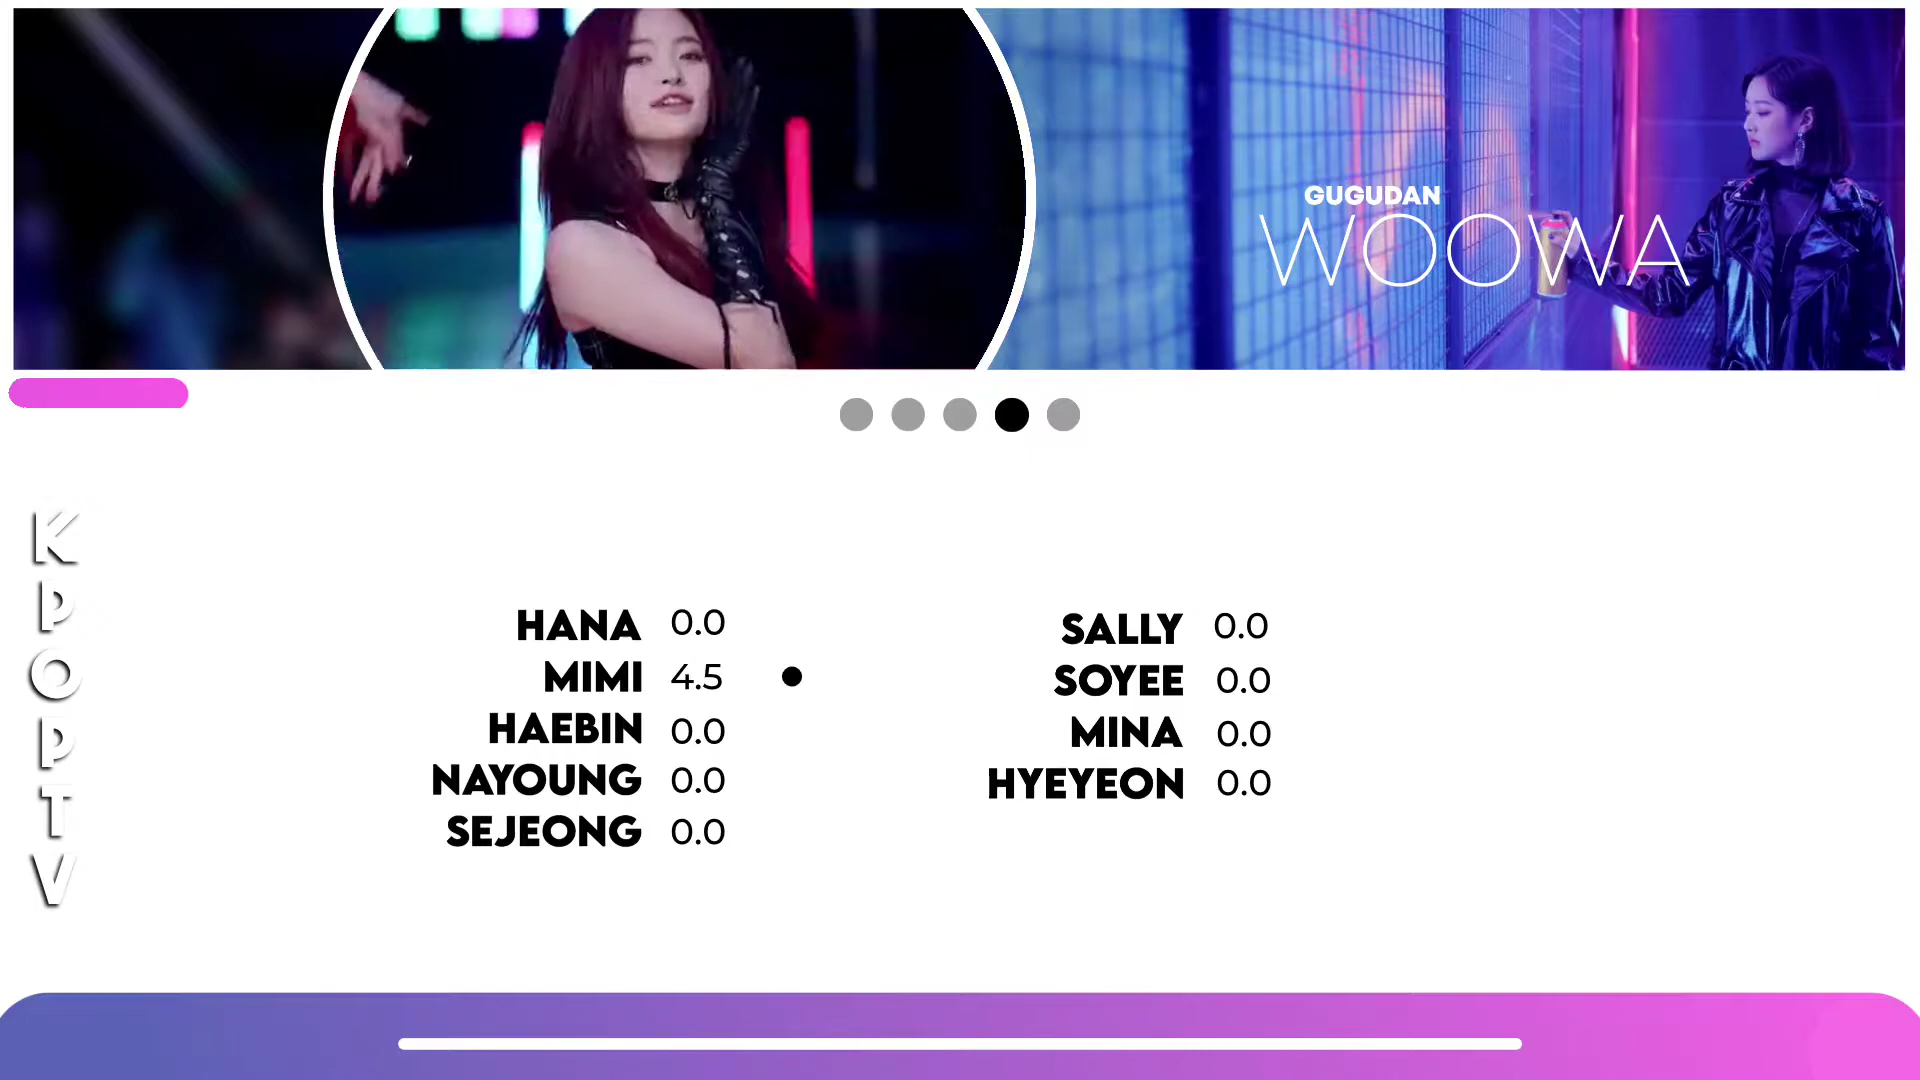 GUGUDAN
WOOWA
KPOPTV
HANA 0.0
MIMI 4.5
HAEBIN 0.0
NAYOUNG 0.0
SEJEONG 0.0
SALLY 0.0
SOYEE 0.0
MINA 0.0
HYEYEON 0.0